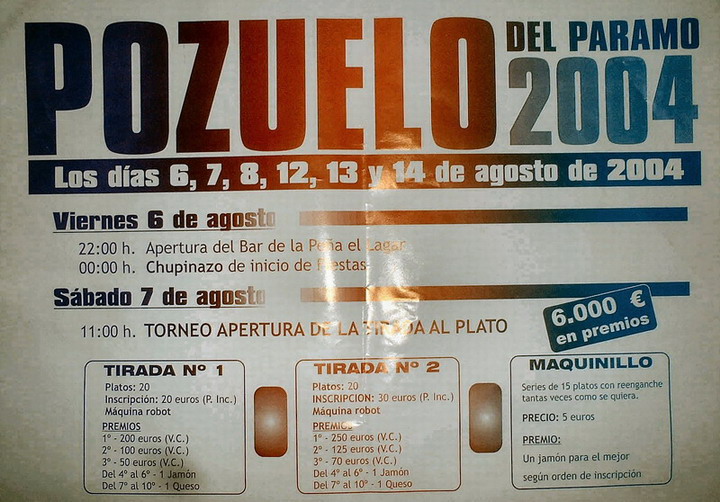 POZUELO DEL PARAMO
2004
Los días 6, 7, 8, 12, 13 y 14 de agosto de 2004
Viernes 6 de agosto
22:00 h. Apertura del Bar de la Peña el Lagar
00:00 h. Chupinazo de inicio de Fiestas
Sábado 7 de agosto
11:00 h. TORNEO APERTURA DE LA TIRADA AL PLATO
6.000 €
en premios
TIRADA Nº 1
Platos: 20
Inscripción: 20 euros (P. Inc.)
Máquina robot
PREMIOS
1º - 200 euros (V.C.)
2º - 100 euros (V.C.)
3º - 50 euros (V.C.)
Del 4º al 6º - 1 Jamón
Del 7º al 10º - 1 Queso
TIRADA Nº 2
Platos: 20
INSCRIPCION: 30 euros (P. Inc.)
Máquina robot
PREMIOS
1º - 250 euros (V.C.)
2º - 125 euros (V.C.)
3º - 70 euros (V.C.)
Del 4º al 6º - 1 Jamón
Del 7º al 10º - 1 Queso
MAQUINILLO
Series de 15 platos con reenganche
tantas veces como se quiera.
PRECIO: 5 euros
PREMIO:
Un jamón para el mejor
según orden de inscripción